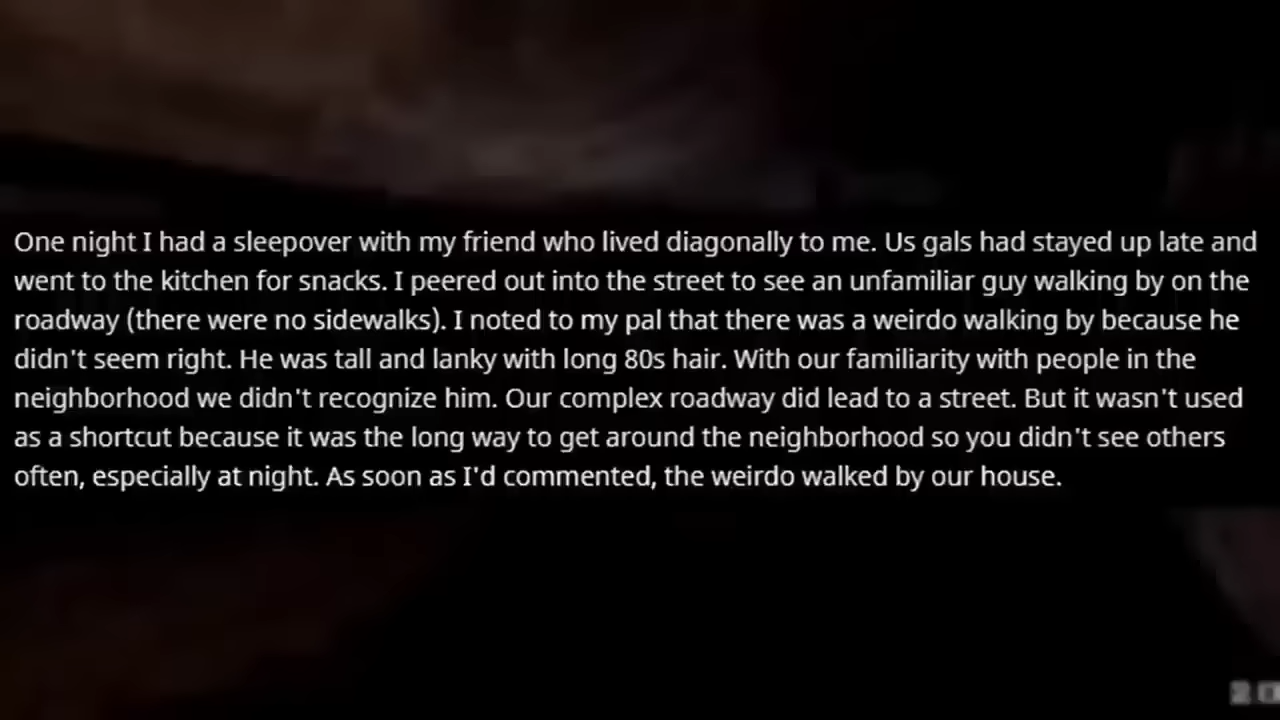 One night I had a sleepover with my friend who lived diagonally to me. Us gals had stayed up late and
went to the kitchen for snacks. I peered out into the street to see an unfamiliar guy walking by on the
roadway (there were no sidewalks). I noted to my pal that there was a weirdo walking by because he
didn't seem right. He was tall and lanky with long 80s hair. With our familiarity with people in the
neighborhood we didn't recognize him. Our complex roadway did lead to a street. But it wasn't used
as a shortcut because it was the long way to get around the neighborhood so you didn't see others
often, especially at night. As soon as I'd commented, the weirdo walked by our house.